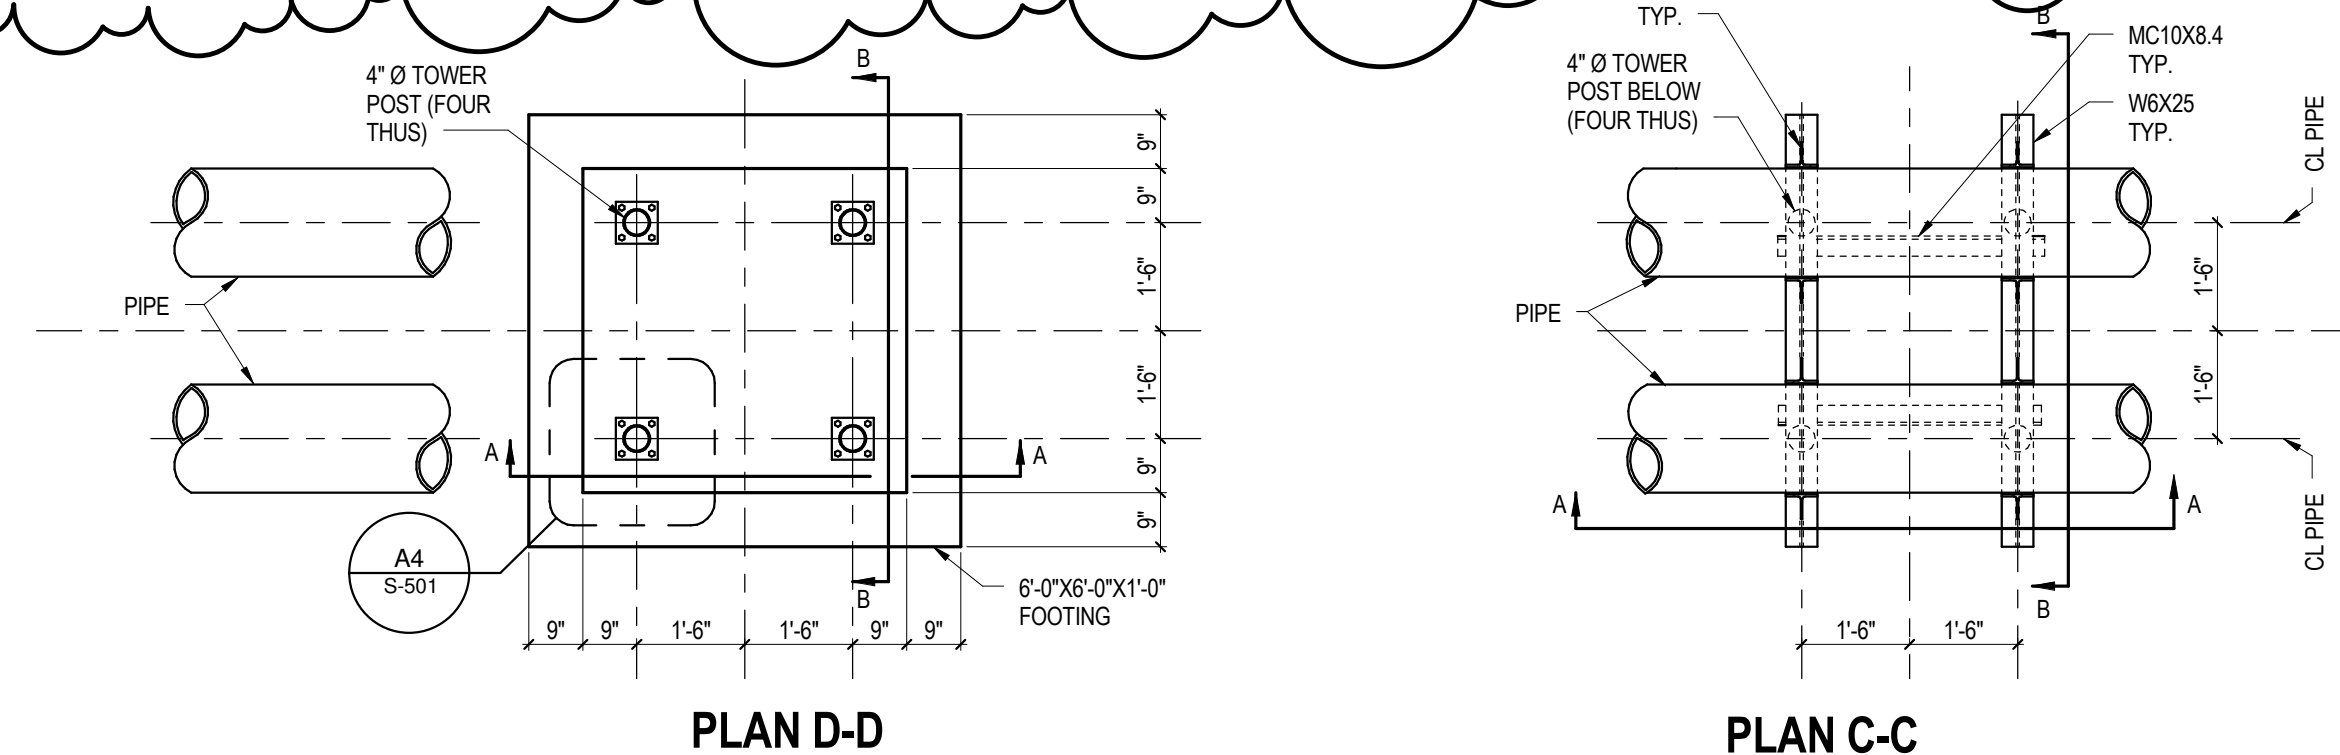 4" Ø TOWER
POST (FOUR
THUS)
B
PIPE
A
A
A4
S-501
B
6'-0"X6'-0"X1'-0"
FOOTING
9"
9"
1'-6"
1'-6"
9"
9"
9"
9"
1'-6"
1'-6"
9"
9"
PLAN D-D
TYP.
B
MC10X8.4
TYP.
4" Ø TOWER
POST BELOW
(FOUR THUS)
W6X25
TYP.
CL PIPE
1'-6"
PIPE
1'-6"
A
A
CL PIPE
B
1'-6"
1'-6"
PLAN C-C